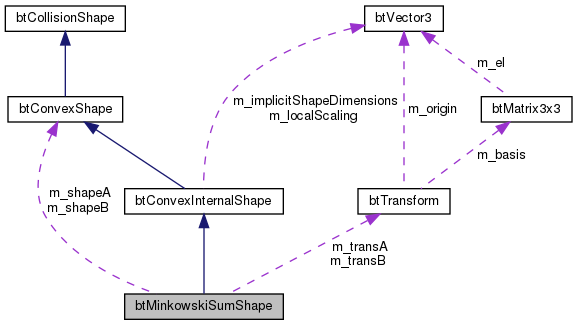 btCollisionShape
btVector3
m_el
btConvexShape
m_implicitShapeDimensions
m_localScaling
m_origin
btMatrix3x3
m_basis
m_shapeA
m_shapeB
btConvexInternalShape
btTransform
m_transA
m_transB
btMinkowskiSumShape